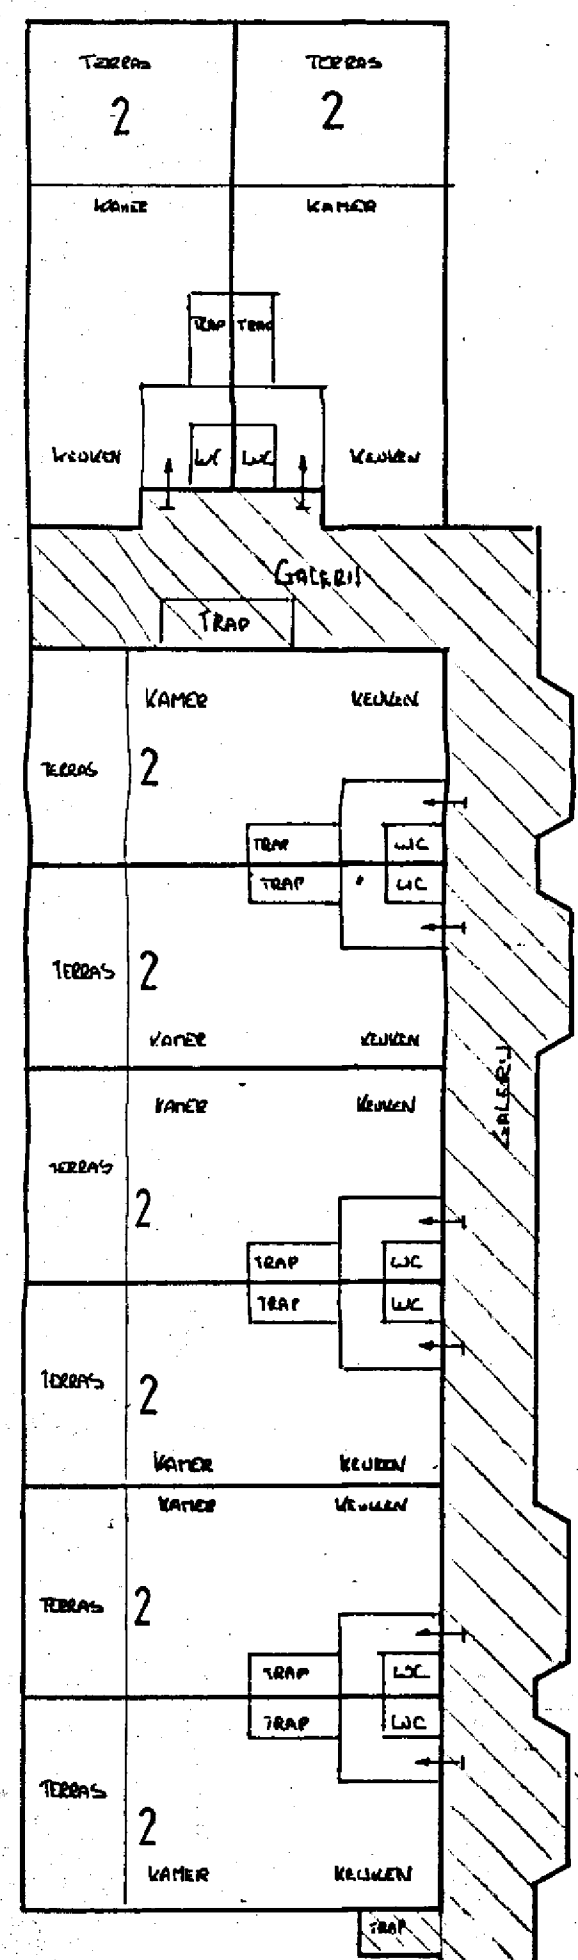 TERRAS TERRAS
2 2
KAMER KAMER
TRAP TRAP
KEUKEN WC WC KEUKEN
GALERIJ
TRAP
KAMER KEUKEN
TERRAS 2
TRAP WC
TRAP WC
TERRAS 2
KAMER KEUKEN
GALERIJ
KAMER KEUKEN
TERRAS
2
TRAP WC
TRAP WC
TERRAS 2
KAMER KEUKEN
KAMER KEUKEN
TERRAS 2
TRAP WC
TRAP WC
TERRAS
2
KAMER KEUKEN
TRAP